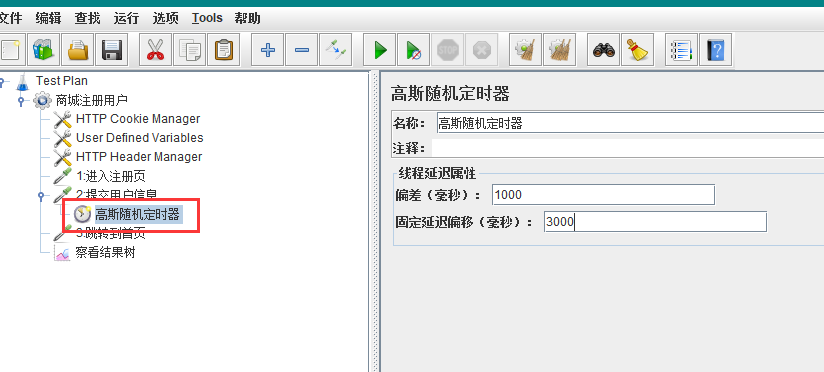 文件 编辑 查找 运行 选项 Tools 帮助
STOP
Test Plan
商城注册用户
HTTP Cookie Manager
User Defined Variables
HTTP Header Manager
1:进入注册页
2:提交用户信息
高斯随机定时器
3:跳转到首页
察看结果树
高斯随机定时器
名称: 高斯随机定时器
注释:
线程延迟属性
偏差（毫秒）: 1000
固定延迟偏移（毫秒）: 3000